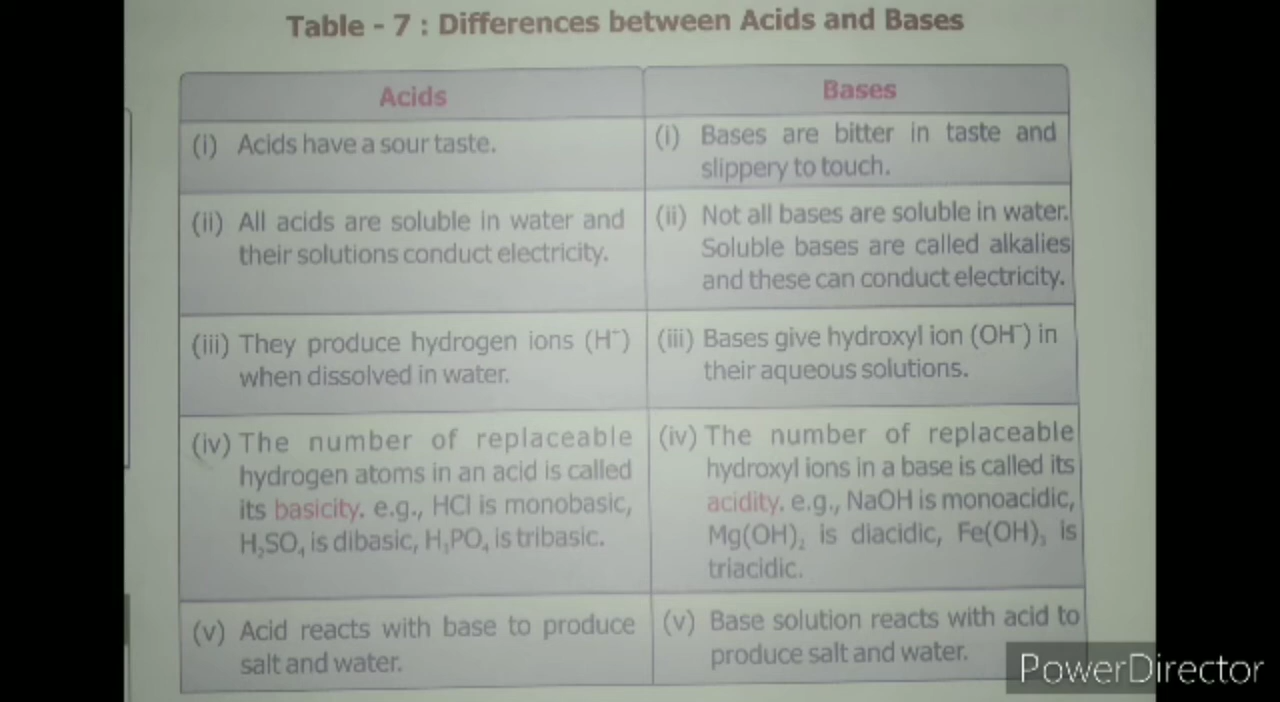 Table - 7 : Differences between Acids and Bases
Acids
Bases
(i) Acids have a sour taste.
(i) Bases are bitter in taste and
slippery to touch.
(ii) All acids are soluble in water and
their solutions conduct electricity.
(ii) Not all bases are soluble in water.
Soluble bases are called alkalies
and these can conduct electricity.
(iii) They produce hydrogen ions (H⁺)
when dissolved in water.
(iii) Bases give hydroxyl ion (OH⁻) in
their aqueous solutions.
(iv) The number of replaceable
hydrogen atoms in an acid is called
its basicity. e.g., HCl is monobasic,
H₂SO₄ is dibasic, H₃PO₄ is tribasic.
(iv) The number of replaceable
hydroxyl ions in a base is called its
acidity. e.g., NaOH is monoacidic,
Mg(OH)₂ is diacidic, Fe(OH)₃ is
triacidic.
(v) Acid reacts with base to produce
salt and water.
(v) Base solution reacts with acid to
produce salt and water.
PowerDirector